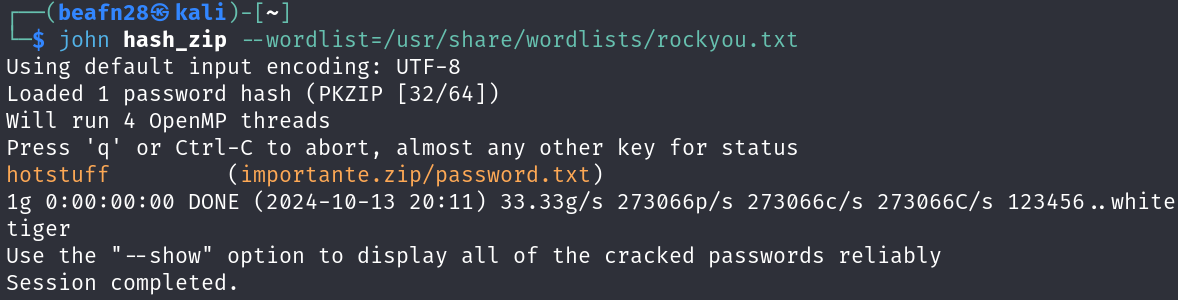 ┌──(beafn28㉿kali)-[~]
└─$ john hash_zip --wordlist=/usr/share/wordlists/rockyou.txt
Using default input encoding: UTF-8
Loaded 1 password hash (PKZIP [32/64])
Will run 4 OpenMP threads
Press 'q' or Ctrl-C to abort, almost any other key for status
hotstuff         (importante.zip/password.txt)
1g 0:00:00:00 DONE (2024-10-13 20:11) 33.33g/s 273066p/s 273066c/s 273066C/s 123456..white
tiger
Use the "--show" option to display all of the cracked passwords reliably
Session completed.